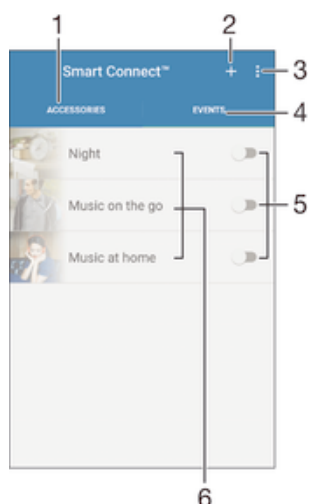 1
2
Smart Connect™
3
ACCESSORIES
EVENTS
4
Night
Music on the go
5
Music at home
6